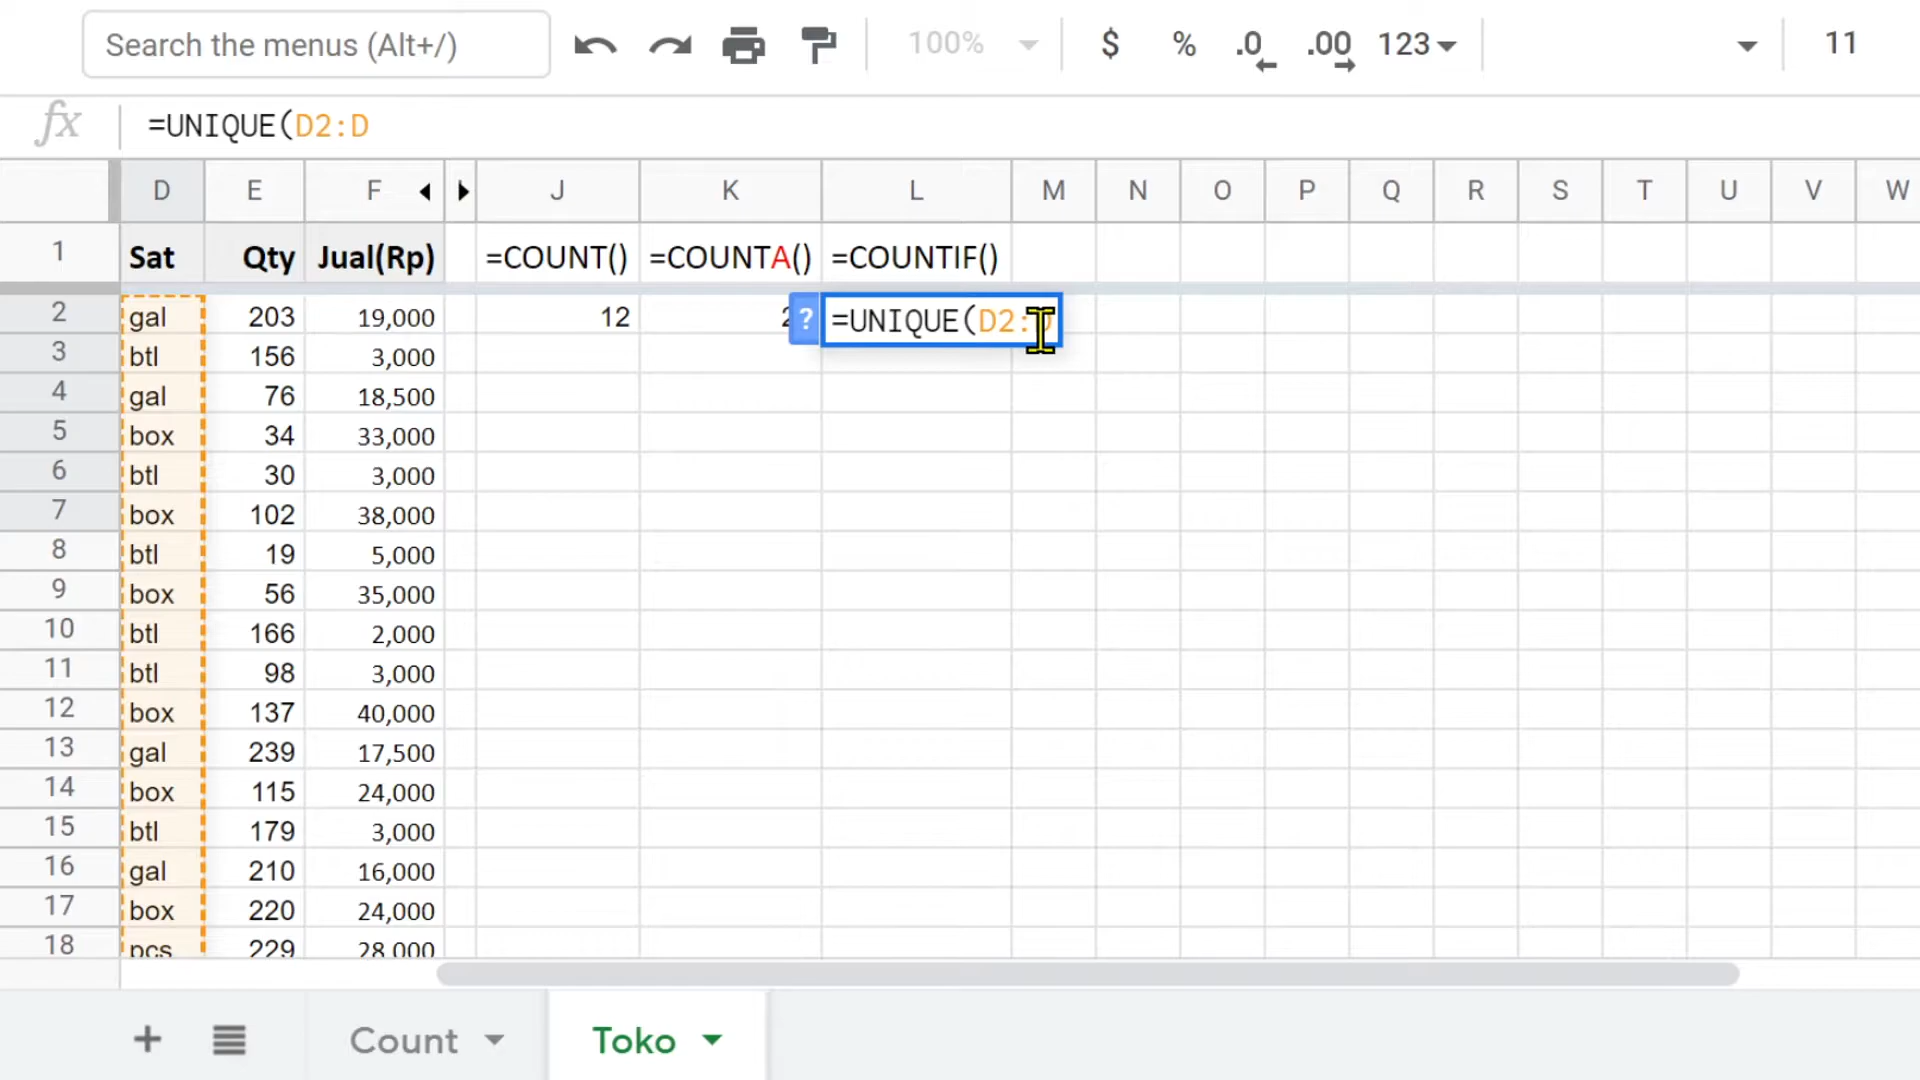 Search the menus (Alt+/) 100% $ % .0 .00 123 11
fx =UNIQUE(D2:D
D E F J K L M N O P Q R S T U V W
1 Sat Qty Jual(Rp) =COUNT() =COUNTA() =COUNTIF()
2 gal 203 19,000 12 ? =UNIQUE(D2:D
3 btl 156 3,000
4 gal 76 18,500
5 box 34 33,000
6 btl 30 3,000
7 box 102 38,000
8 btl 19 5,000
9 box 56 35,000
10 btl 166 2,000
11 btl 98 3,000
12 box 137 40,000
13 gal 239 17,500
14 box 115 24,000
15 btl 179 3,000
16 gal 210 16,000
17 box 220 24,000
18 pcs 229 28,000
Count Toko